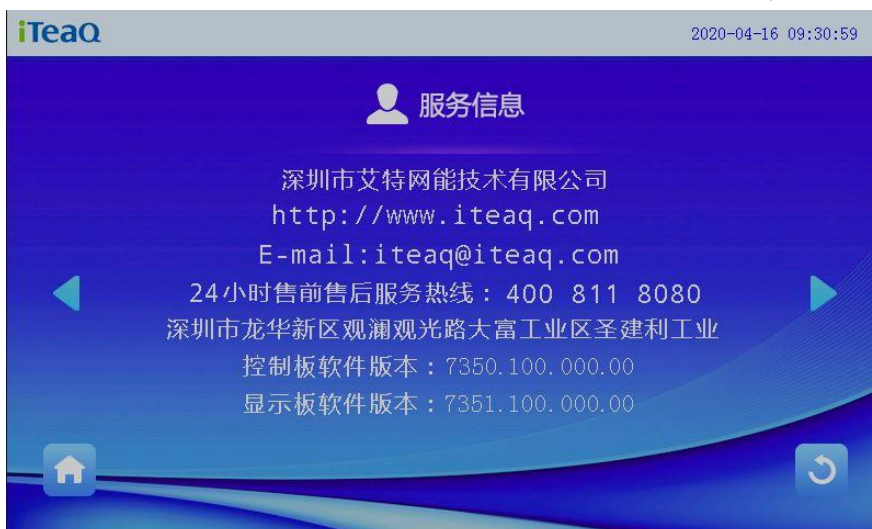 iTeaQ
2020-04-16 09:30:59
服务信息
深圳市艾特网能技术有限公司
http://www.iteaq.com
E-mail:iteaq@iteaq.com
24小时售前售后服务热线：400 811 8080
深圳市龙华新区观澜观光路大富工业区圣建利工业
控制板软件版本：7350.100.000.00
显示板软件版本：7351.100.000.00